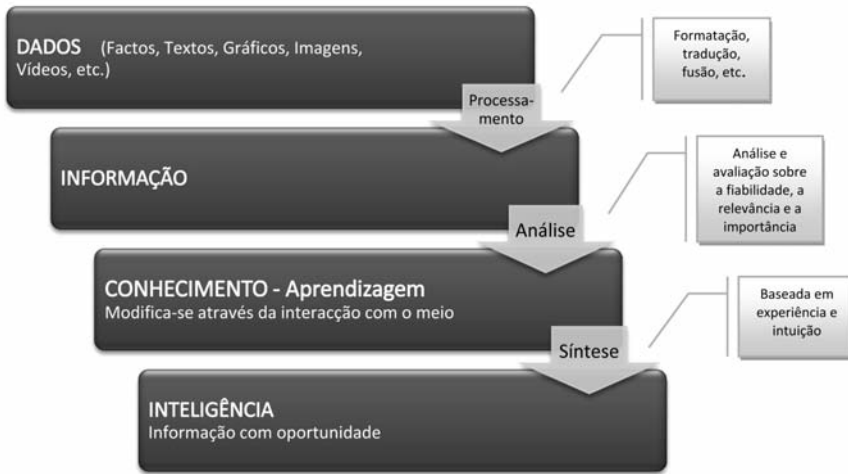 DADOS (Factos, Textos, Gráficos, Imagens,
Vídeos, etc.)
Formatação,
tradução,
fusão, etc.
Processa-
mento
INFORMAÇÃO
Análise e
avaliação sobre
a fiabilidade, a
relevância e a
importância
Análise
CONHECIMENTO - Aprendizagem
Modifica-se através da interacção com o meio
Baseada em
experiência e
intuição
Síntese
INTELIGÊNCIA
Informação com oportunidade